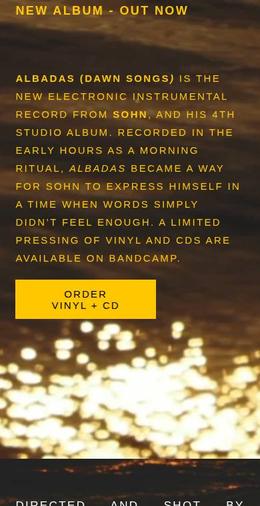 NEW ALBUM - OUT NOW
ALBADAS (DAWN SONGS) IS THE
NEW ELECTRONIC INSTRUMENTAL
RECORD FROM SOHN, AND HIS 4TH
STUDIO ALBUM. RECORDED IN THE
EARLY HOURS AS A MORNING
RITUAL, ALBADAS BECAME A WAY
FOR SOHN TO EXPRESS HIMSELF IN
A TIME WHEN WORDS SIMPLY
DIDN'T FEEL ENOUGH. A LIMITED
PRESSING OF VINYL AND CDS ARE
AVAILABLE ON BANDCAMP.
ORDER
VINYL + CD
DIRECTED AND SHOT BY